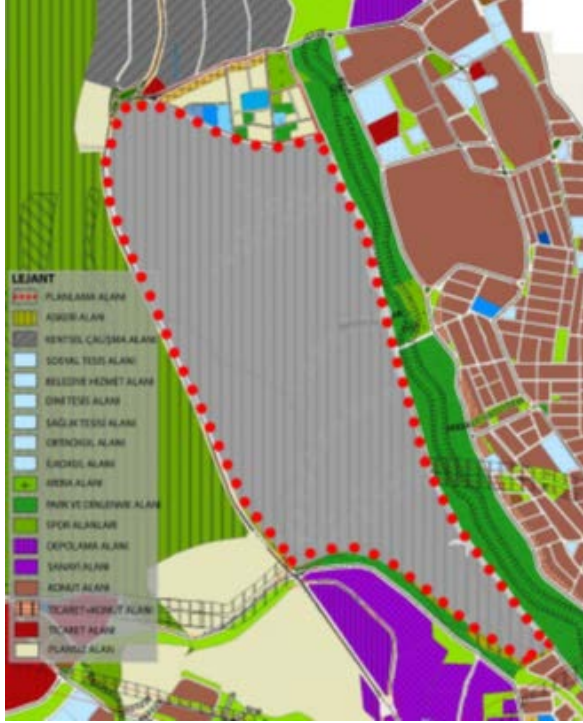 LEJANT
PLANLAMA ALANI
ASKERİ ALANI
KENTSEL ÇALIŞMA ALANI
SOSYAL TESİS ALANI
BELEDİYE HİZMET ALANI
DİNİ TESİS ALANI
SAĞLIK TESİSİ ALANI
ORTAOKUL ALANI
İLKOKUL ALANI
ALANI
PARK VE DİNLENME ALANI
SPOR ALANLARI
DEPOLAMA ALANI
SANAYİ ALANI
KONUT ALANI
TİCARET+KONUT ALANI
TİCARET ALANI
PLANSIZ ALAN